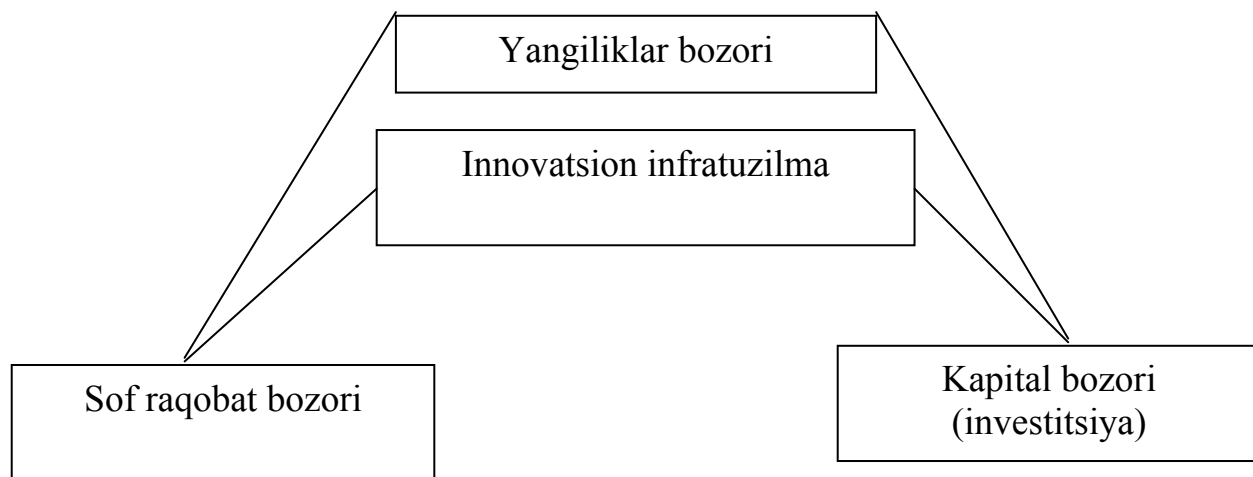 Yangiliklar bozori
Innovatsion infratuzilma
Sof raqobat bozori
Kapital bozori
(investitsiya)